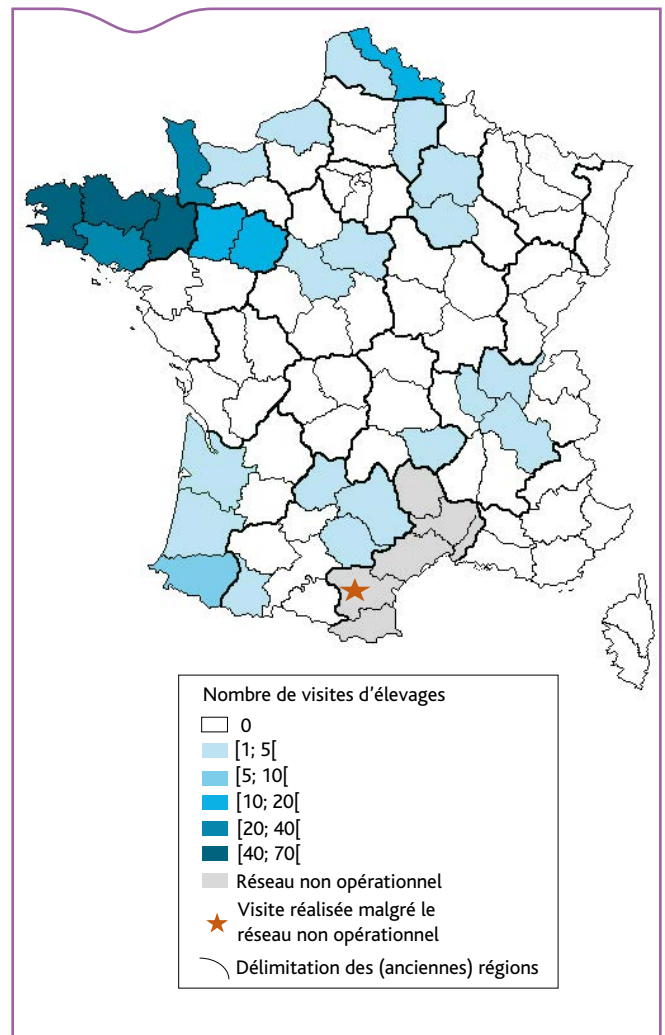 Nombre de visites d'élevages
0
[1; 5[
[5; 10[
[10; 20[
[20; 40[
[40; 70[
Réseau non opérationnel
Visite réalisée malgré le
réseau non opérationnel
Délimitation des (anciennes) régions